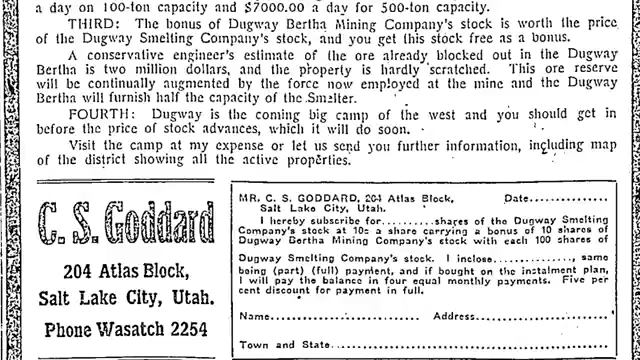 a day on 100-ton capacity and $7000.00 a day for 500-ton capacity.
THIRD: The bonus of Dugway Bertha Mining Company's stock is worth the price
of the Dugway Smelting Company's stock, and you get this stock free as a bonus.
A conservative engineer's estimate of the ore already blocked out in the Dugway
Bertha is two million dollars, and the property is hardly scratched. This ore reserve
will be continually augmented by the force now employed at the mine and the Dugway
Bertha will furnish half the capacity of the Smelter.
FOURTH: Dugway is the coming big camp of the west and you should get in
before the price of stock advances, which it will do soon.
Visit the camp at my expense or let us send you further information, including map
of the district showing all the active properties.
C. S. Goddard
204 Atlas Block,
Salt Lake City, Utah.
Phone Wasatch 2254
MR. C. S. GODDARD, 204 Atlas Block, Date..............
Salt Lake City, Utah.
I hereby subscribe for.........shares of the Dugway Smelting
Company's stock at 10c a share carrying a bonus of 10 shares of
Dugway Bertha Mining Company's stock with each 100 shares of
Dugway Smelting Company's stock. I inclose.............., same
being (part) (full) payment, and if bought on the instalment plan,
I will pay the balance in four equal monthly payments. Five per
cent discount for payment in full.
Name....................... Address.......................
Town and State..................................................